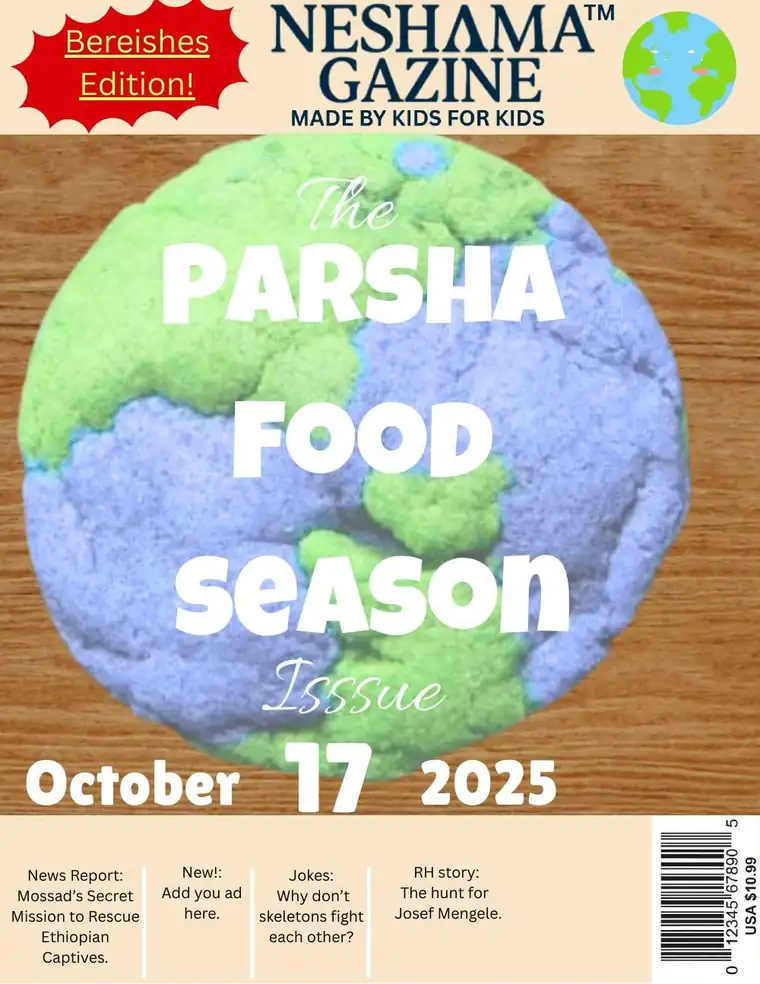 Bereishes
Edition!
NESHAMA™
GAZINE
MADE BY KIDS FOR KIDS
The
PARSHA
FOOD
SEASON
Isssue
October 17 2025
News Report:
Mossad's Secret
Mission to Rescue
Ethiopian
Captives.
New!:
Add you ad
here.
Jokes:
Why don't
skeletons fight
each other?
RH story:
The hunt for
Josef Mengele.
0 12345 67890 5
USA $10.99